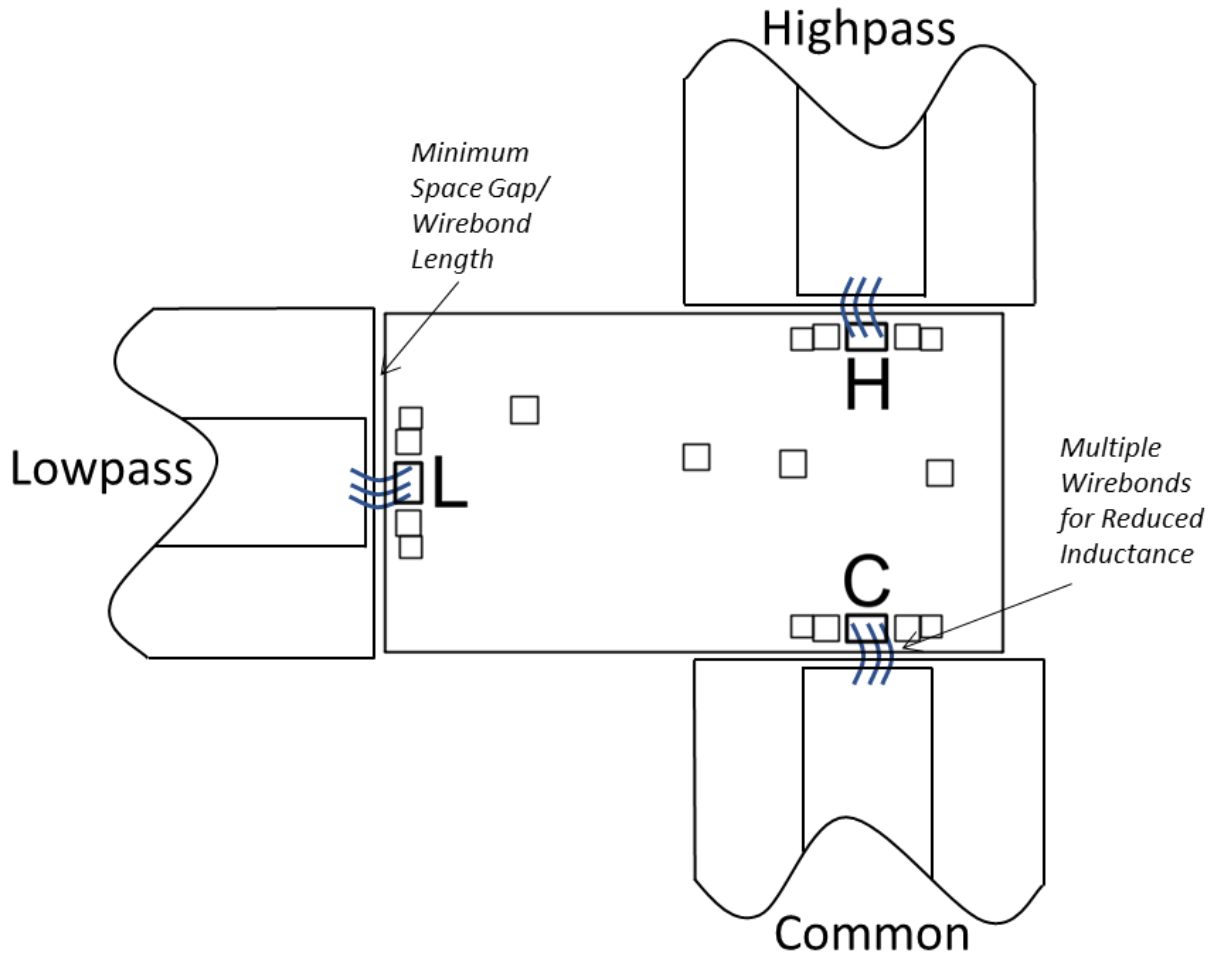 Highpass
Minimum
Space Gap/
Wirebond
Length
H
Lowpass
L
Multiple
Wirebonds
for Reduced
Inductance
C
Common